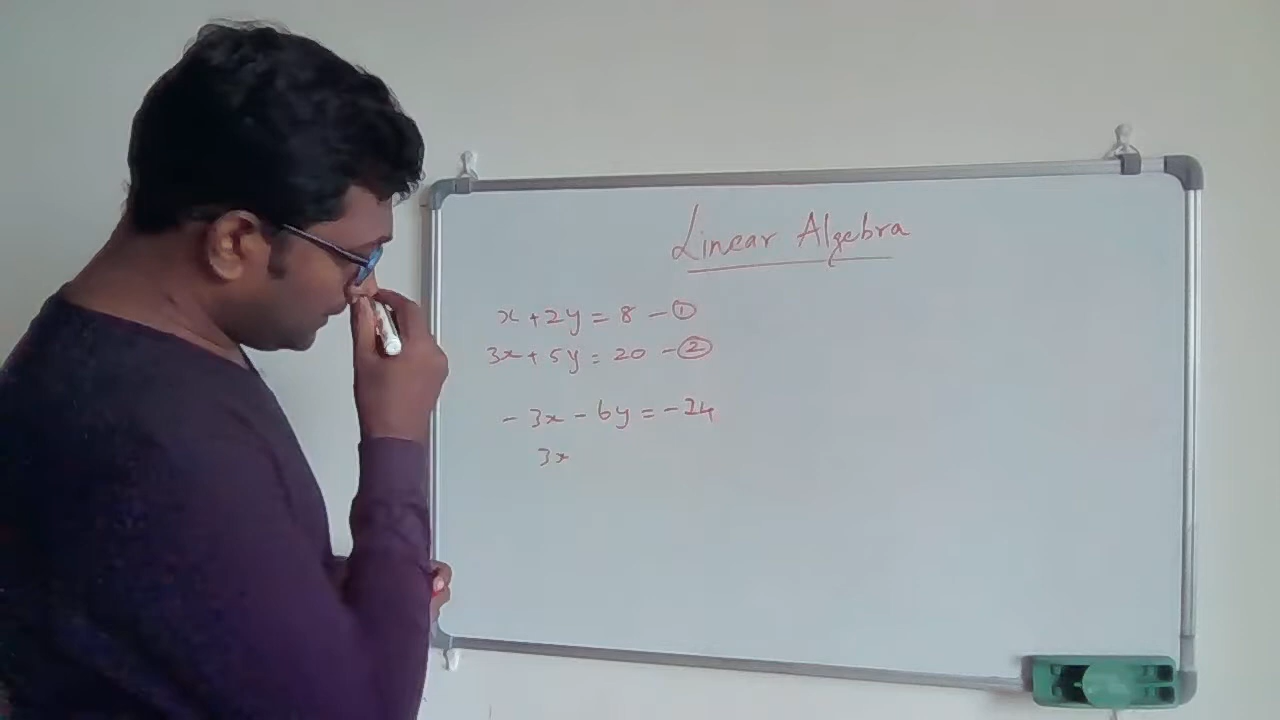 Linear Algebra
x + 2y = 8 – ①
3x + 5y = 20 – ②
- 3x - 6y = - 24
3x